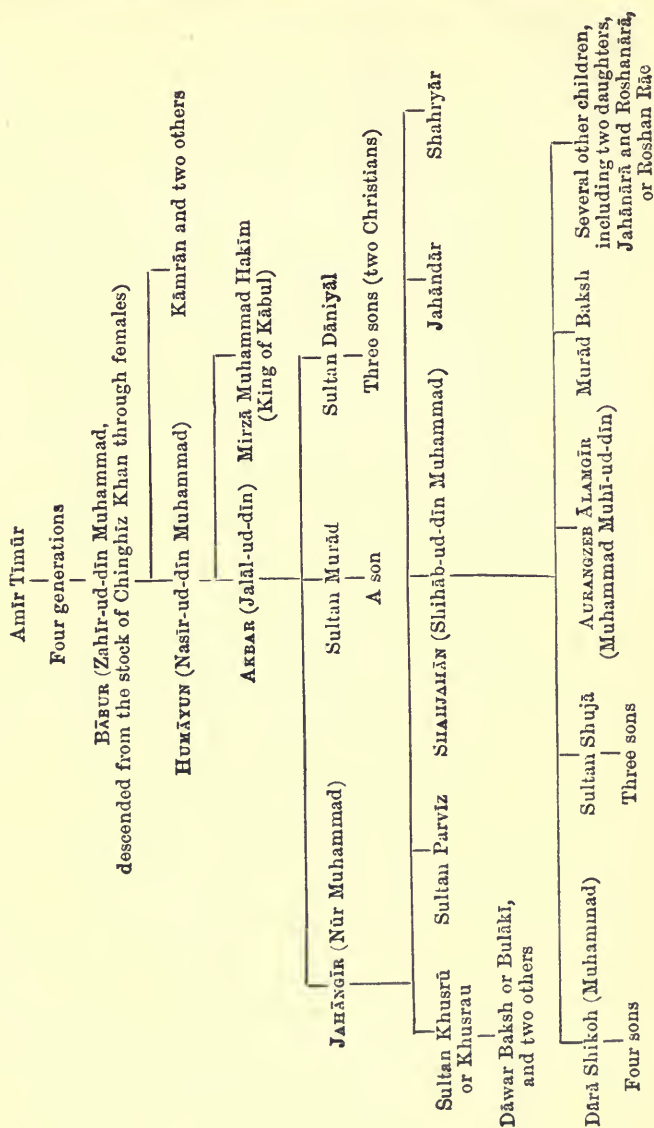 Amīr Tīmūr
Four generations
BĀBUR (Zahīr-ud-dīn Muhammad,
descended from the stock of Chinghīz Khan through females)
HUMĀYUN (Nasīr-ud-dīn Muhammad)
Kāmrān and two others
AKBAR (Jalāl-ud-dīn)
Mirzā Muhammad Hakīm
(King of Kābul)
JAHĀNGĪR (Nūr Muhammad)
Sultan Murād
A son
Sultan Dāniyāl
Three sons (two Christians)
Sultan Khusrū
or Khusrau
Dāwar Baksh or Bulākī,
and two others
Sultan Parvīz
SHAHJAHĀN (Shihāb-ud-dīn Muhammad)
Jahāndār
Shahryār
Dārā Shikoh (Muhammad)
Four sons
Sultan Shujā
Three sons
AURANGZEB ĀLAMGĪR
(Muhammad Muhī-ud-dīn)
Murād Baksh
Several other children,
including two daughters,
Jahānārā and Roshanārā,
or Roshan Rāe